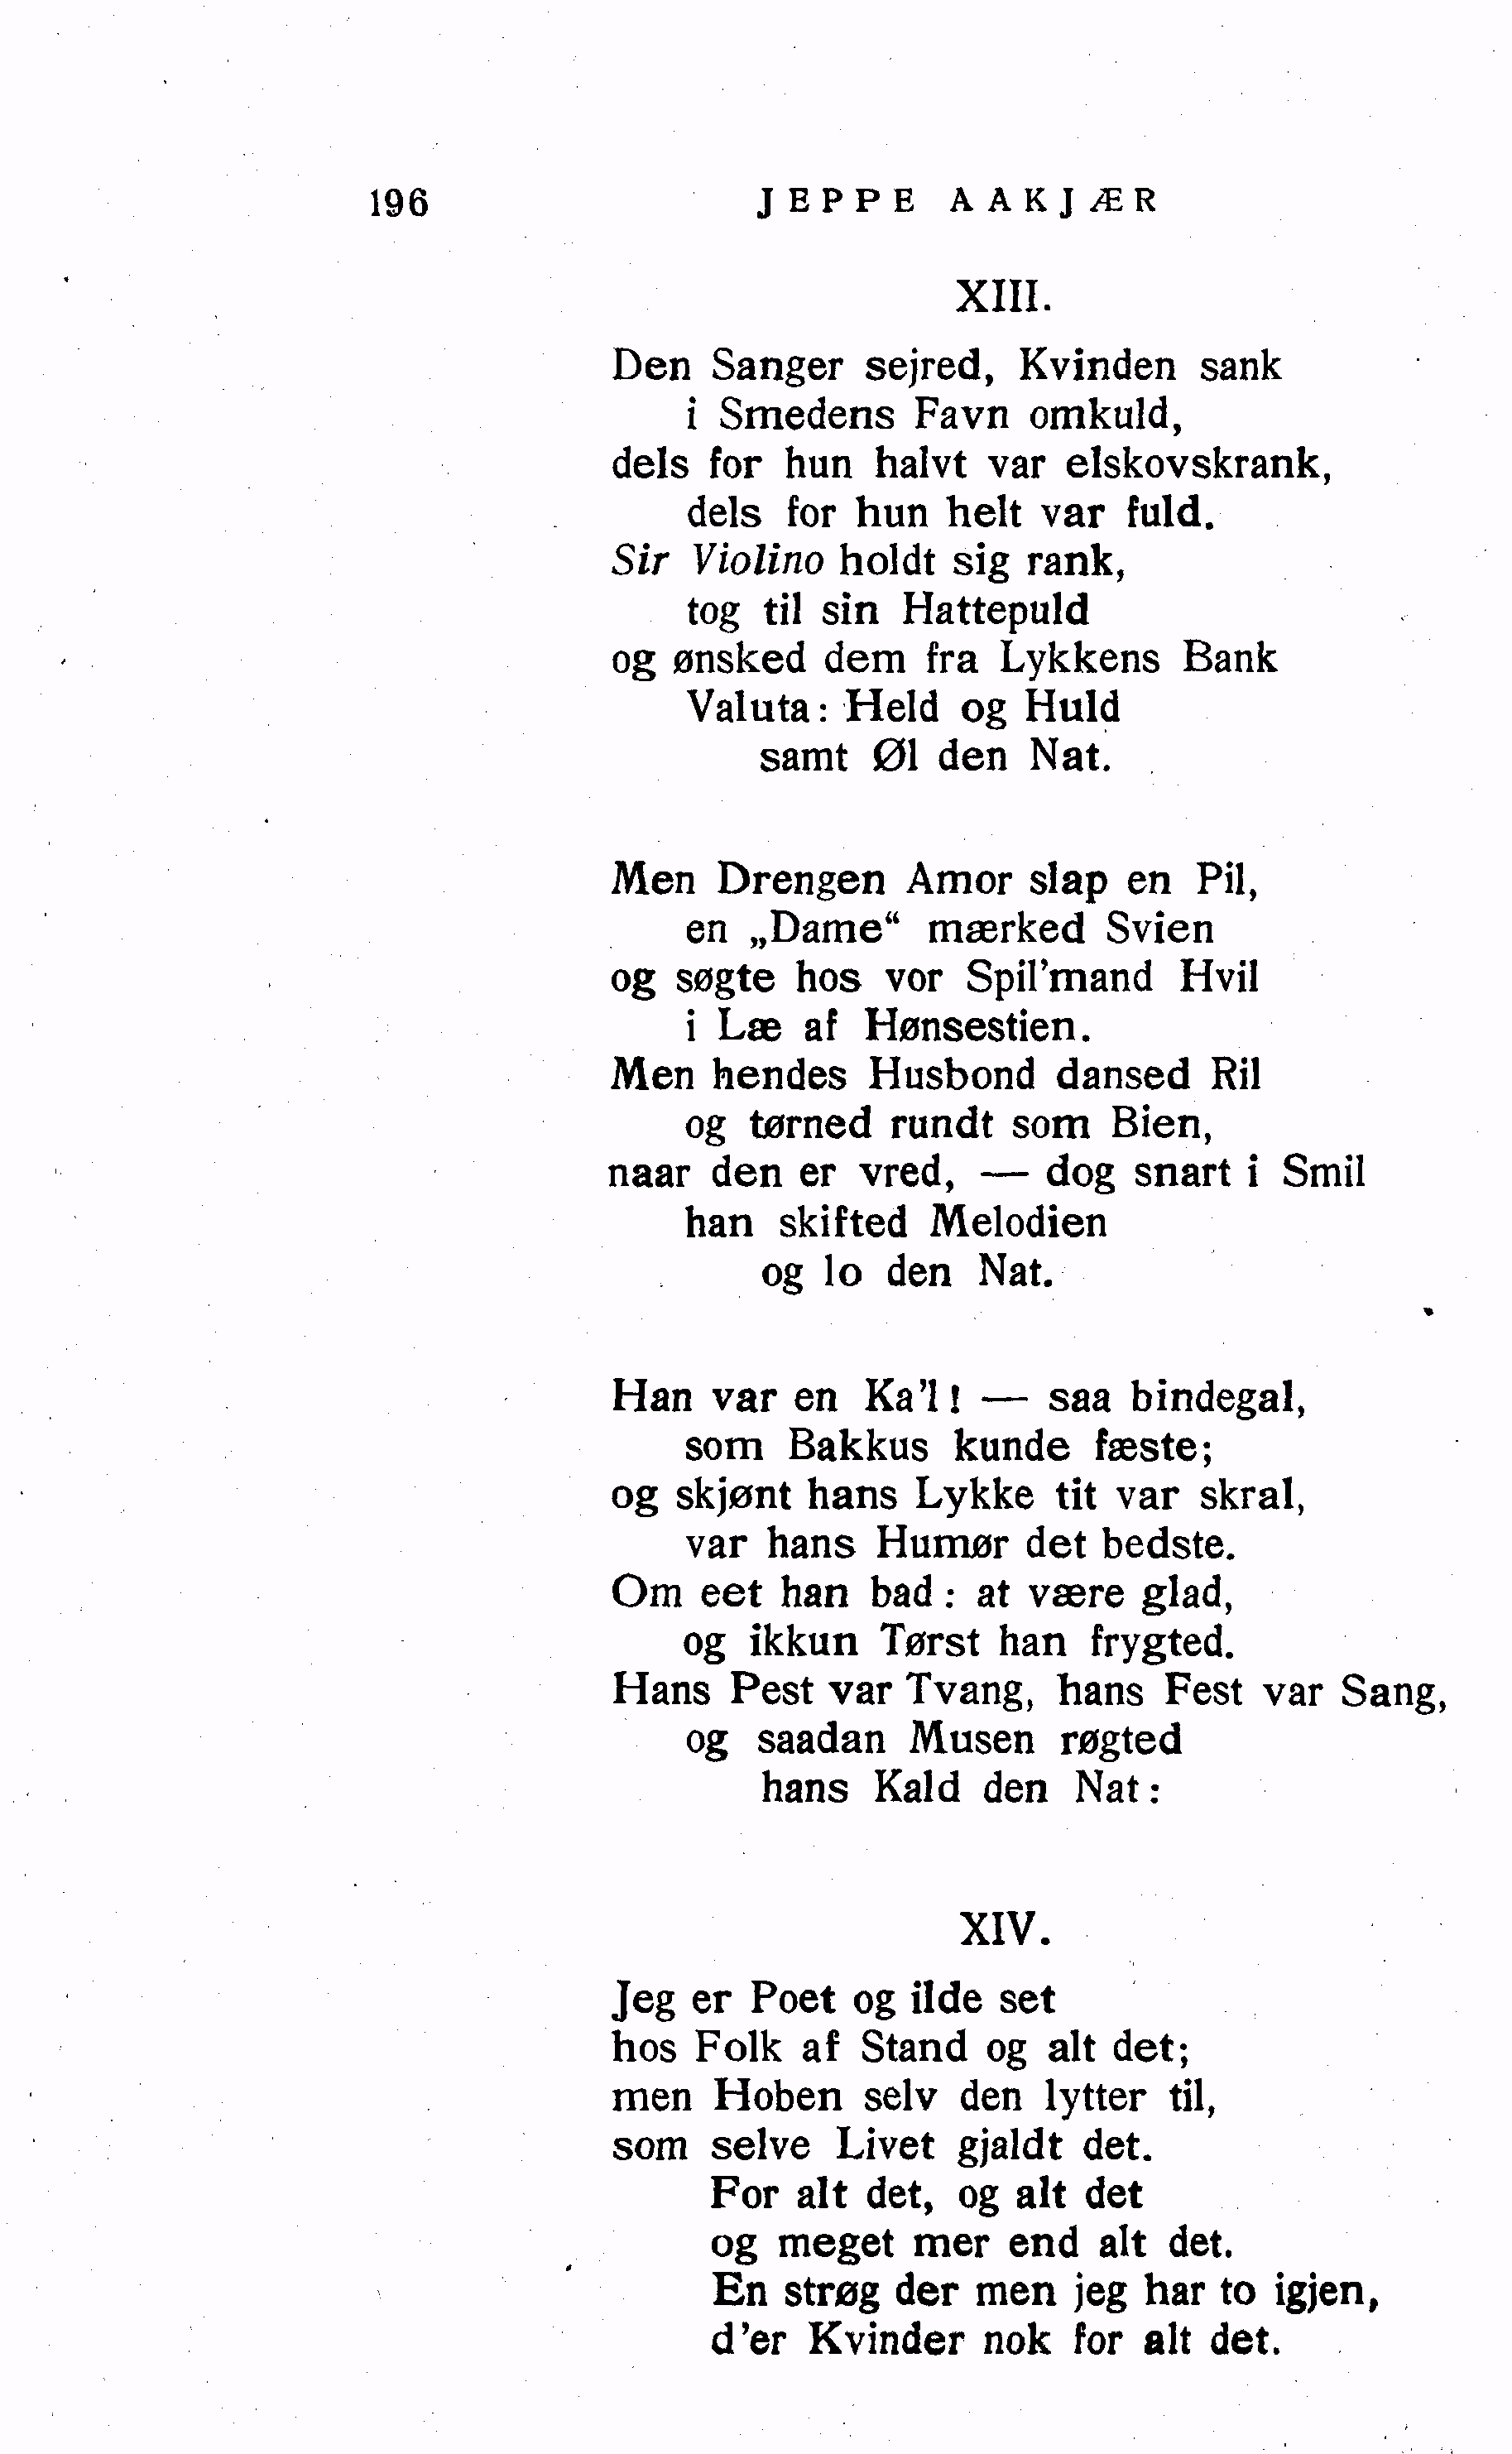 196 JEPPE AAKJÆR
XIII.
Den Sanger sejred, Kvinden sank
i Smedens Favn omkuld,
dels for hun halvt var elskovskrank,
dels for hun helt var fuld.
Sir Violino holdt sig rank,
tog til sin Hattepuld
og ønsked dem fra Lykkens Bank
Valuta: Held og Huld
samt Øl den Nat.
Men Drengen Amor slap en Pil,
en „Dame“ mærked Svien
og søgte hos vor Spil'mand Hvil
i Læ af Hønsestien.
Men hendes Husbond dansed Ril
og tørned rundt som Bien,
naar den er vred, — dog snart i Smil
han skifted Melodien
og lo den Nat.
Han var en Ka'l! — saa bindegal,
som Bakkus kunde fæste;
og skjønt hans Lykke tit var skral,
var hans Humør det bedste.
Om eet han bad: at være glad,
og ikkun Tørst han frygted.
Hans Pest var Tvang, hans Fest var Sang,
og saadan Musen røgted
hans Kald den Nat:
XIV.
Jeg er Poet og ilde set
hos Folk af Stand og alt det;
men Hoben selv den lytter til,
som selve Livet gjaldt det.
For alt det, og alt det
og meget mer end alt det.
En strøg der men jeg har to igjen,
d'er Kvinder nok for alt det.